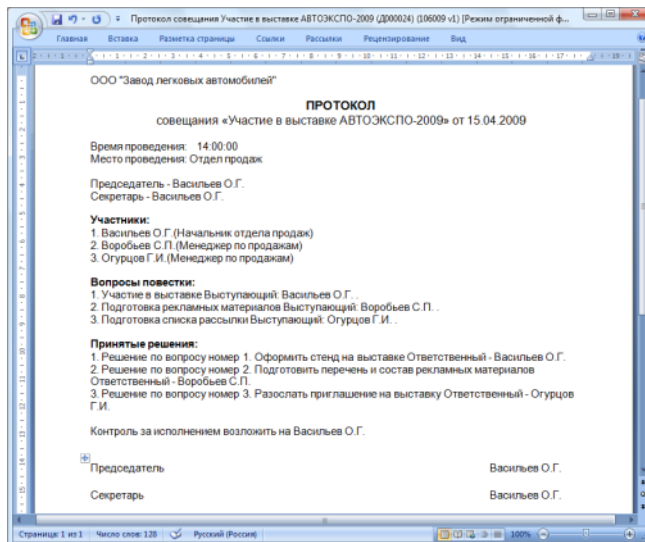 Протокол совещания Участие в выставке АВТОЭКСПО-2009 (Д000024) (106009 v1) [Режим ограниченной ф...
Главная Вставка Разметка страницы Ссылки Рассылки Рецензирование Вид
ООО "Завод легковых автомобилей"
ПРОТОКОЛ
совещания «Участие в выставке АВТОЭКСПО-2009» от 15.04.2009
Время проведения: 14:00:00
Место проведения: Отдел продаж
Председатель - Васильев О.Г.
Секретарь - Васильев О.Г.
Участники:
1. Васильев О.Г.(Начальник отдела продаж)
2. Воробьев С.П.(Менеджер по продажам)
3. Огурцов Г.И.(Менеджер по продажам)
Вопросы повестки:
1. Участие в выставке Выступающий: Васильев О.Г. .
2. Подготовка рекламных материалов Выступающий: Воробьев С.П. .
3. Подготовка списка рассылки Выступающий: Огурцов Г.И. .
Принятые решения:
1. Решение по вопросу номер 1. Оформить стенд на выставке Ответственный - Васильев О.Г.
2. Решение по вопросу номер 2. Подготовить перечень и состав рекламных материалов
Ответственный - Воробьев С.П.
3. Решение по вопросу номер 3. Разослать приглашение на выставку Ответственный - Огурцов
Г.И.
Контроль за исполнением возложить на Васильев О.Г.
Председатель Васильев О.Г.
Секретарь Васильев О.Г.
Страница: 1 из 1 Число слов: 128 Русский (Россия) 100%